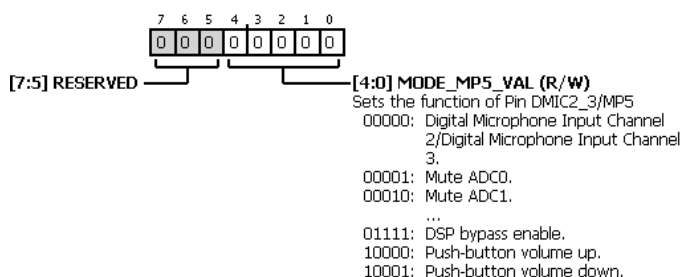 7 6 5 4 3 2 1 0
0 0 0 0 0 0 0 0
[7:5] RESERVED
[4:0] MODE_MP5_VAL (R/W)
Sets the function of Pin DMIC2_3/MP5
00000: Digital Microphone Input Channel
2/Digital Microphone Input Channel
3.
00001: Mute ADC0.
00010: Mute ADC1.
...
01111: DSP bypass enable.
10000: Push-button volume up.
10001: Push-button volume down.